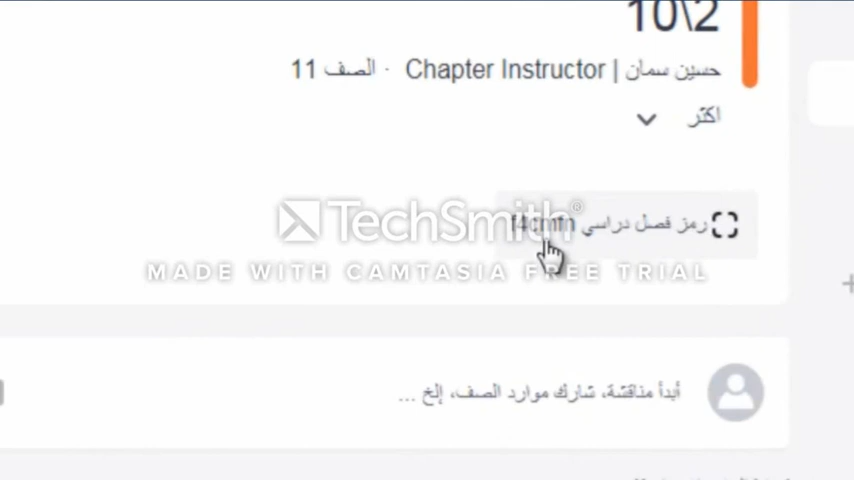 10\2
حسين سمان | Chapter Instructor · الصف 11
اكثر
TechSmith®
رمز فصل دراسي
MADE WITH CAMTASIA FREE TRIAL
أبدأ مناقشة، شارك موارد الصف، إلخ ...